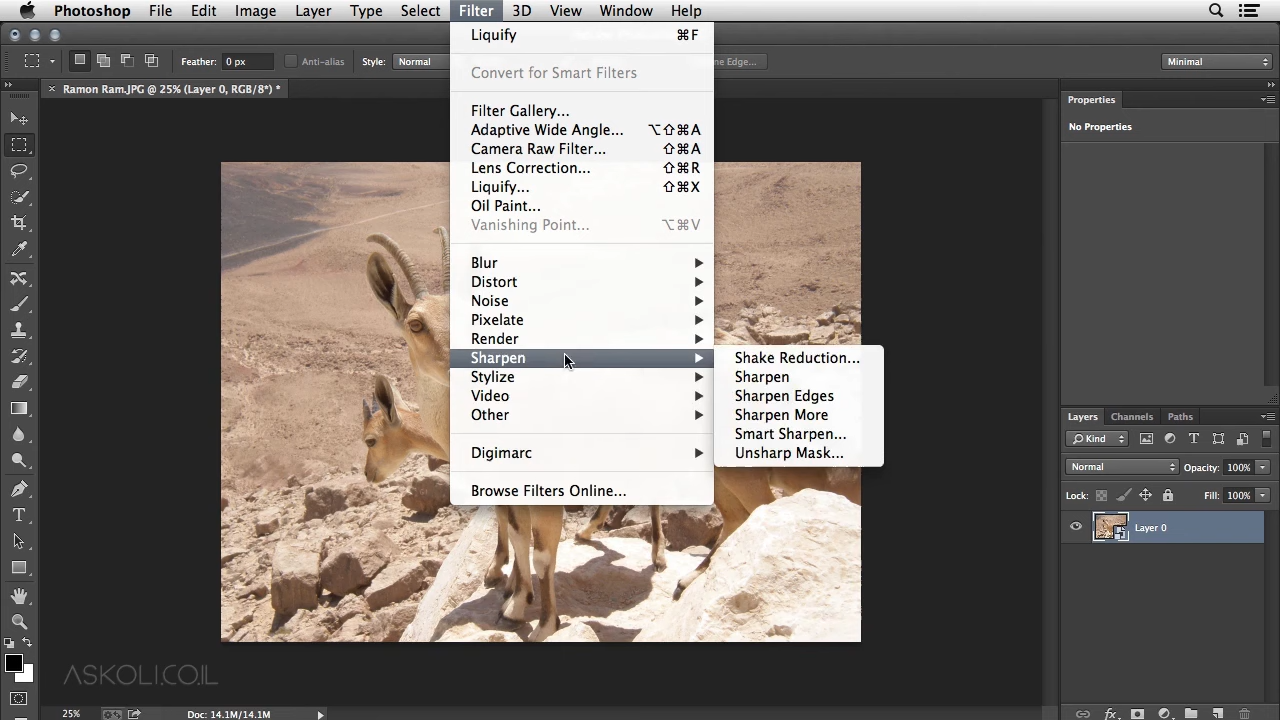 Photoshop File Edit Image Layer Type Select Filter 3D View Window Help
Feather: 0 px Anti-alias Style: Normal ne Edge... Minimal
× Ramon Ram.JPG @ 25% (Layer 0, RGB/8*) *
Liquify ⌘F
Convert for Smart Filters
Filter Gallery...
Adaptive Wide Angle... ⌥⇧⌘A
Camera Raw Filter... ⇧⌘A
Lens Correction... ⇧⌘R
Liquify... ⇧⌘X
Oil Paint...
Vanishing Point... ⌥⌘V
Blur
Distort
Noise
Pixelate
Render
Sharpen
Stylize
Video
Other
Digimarc
Browse Filters Online...
Shake Reduction...
Sharpen
Sharpen Edges
Sharpen More
Smart Sharpen...
Unsharp Mask...
Properties
No Properties
Layers Channels Paths
Kind
Normal Opacity: 100%
Lock: Fill: 100%
Layer 0
ASKOLI.CO.IL
25% Doc: 14.1M/14.1M